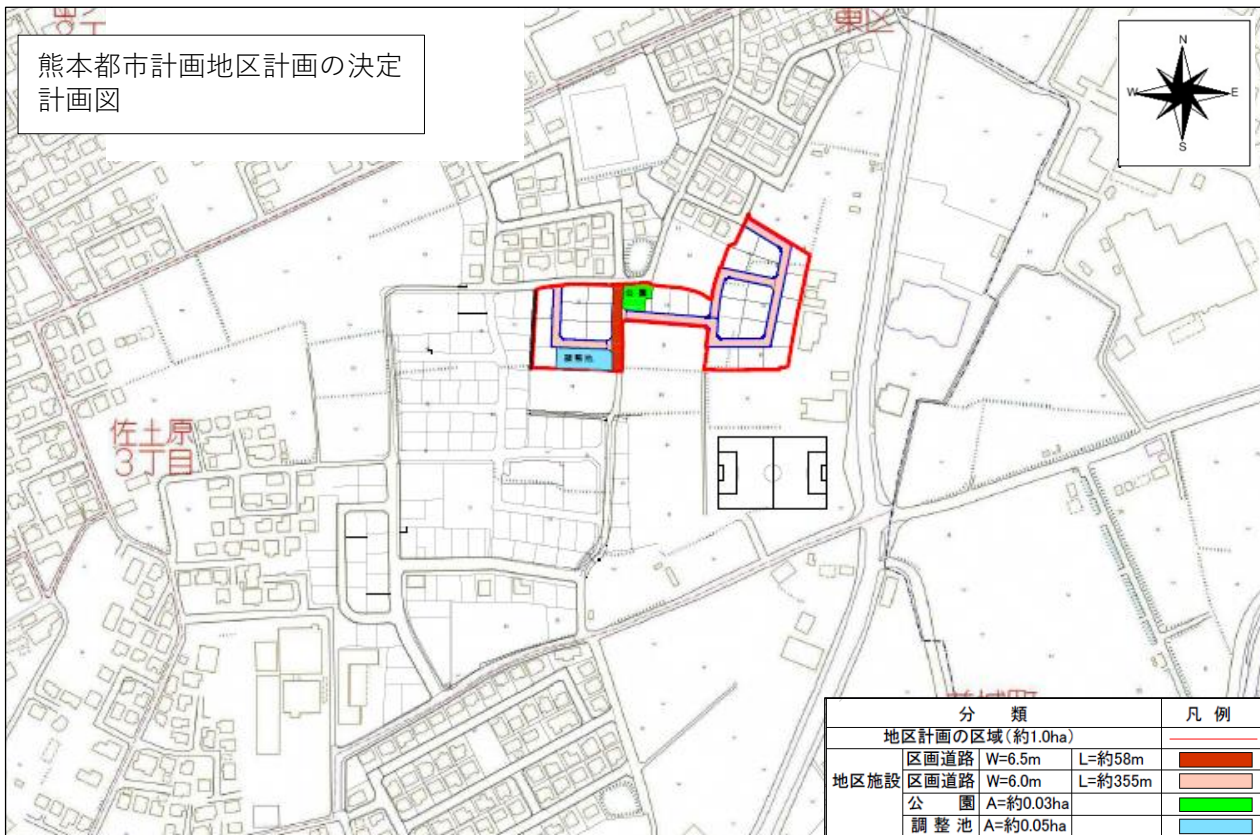 東区
熊本都市計画地区計画の決定
計画図
N
W
E
S
公園
調整池
佐土原
3丁目
分 類
凡 例
地区計画の区域(約1.0ha)
地区施設
区画道路 W=6.5m L=約58m
区画道路 W=6.0m L=約355m
公 園 A=約0.03ha
調 整 池 A=約0.05ha